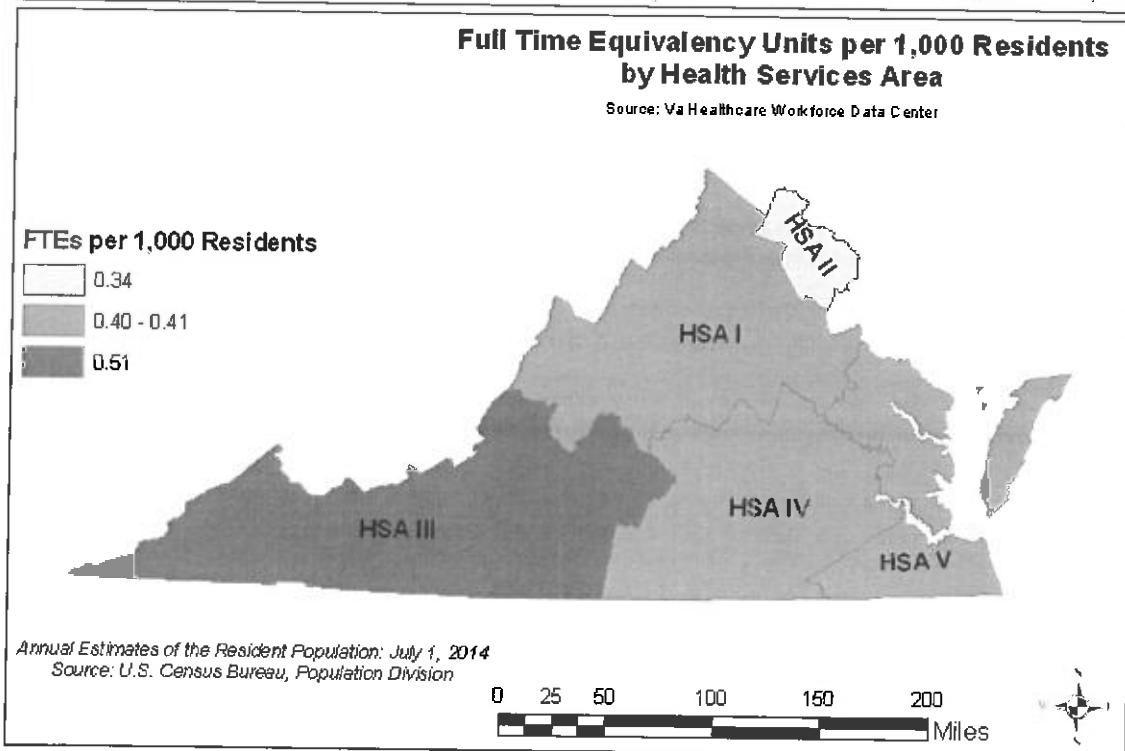 Full Time Equivalency Units per 1,000 Residents
by Health Services Area
Source: Va Healthcare Workforce Data Center
FTEs per 1,000 Residents
0.34
0.40 - 0.41
0.51
HSA II
HSA I
HSA IV
HSA III
HSA V
Annual Estimates of the Resident Population: July 1, 2014
Source: U.S. Census Bureau, Population Division
0 25 50 100 150 200
Miles